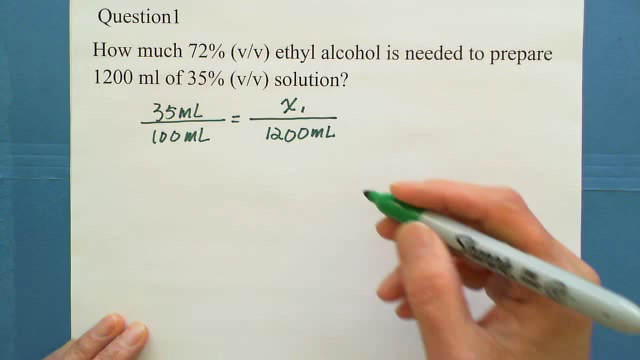 Question1
How much 72% (v/v) ethyl alcohol is needed to prepare
1200 ml of 35% (v/v) solution?
35mL / 100mL = x₁ / 1200mL
Sharpie